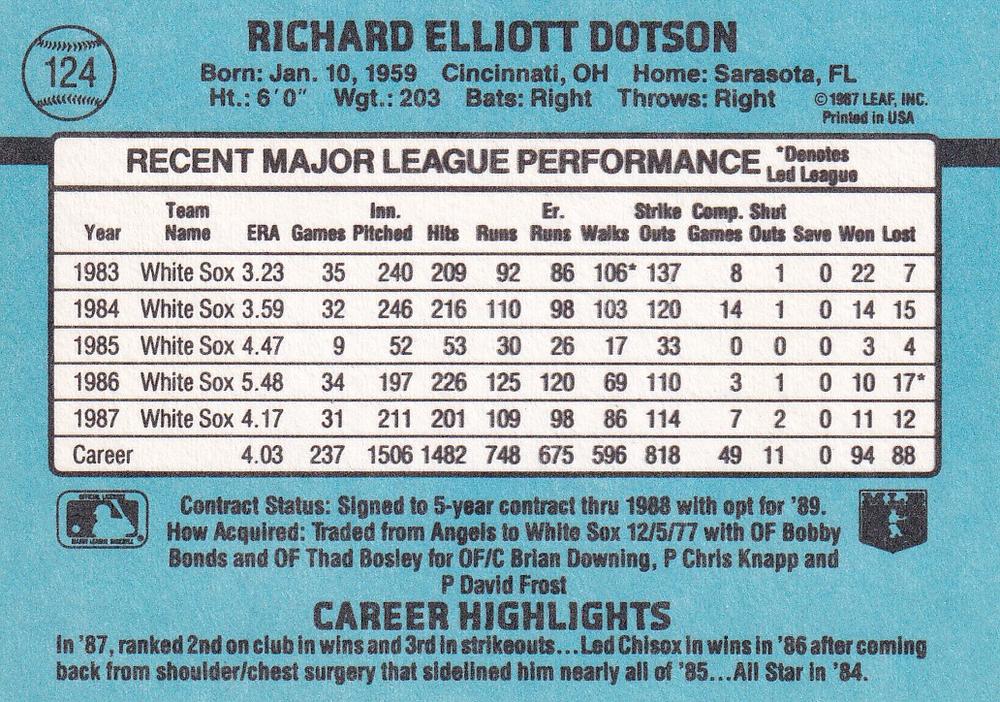 124
RICHARD ELLIOTT DOTSON
Born: Jan. 10, 1959 Cincinnati, OH Home: Sarasota, FL
Ht.: 6'0" Wgt.: 203 Bats: Right Throws: Right
©1987 LEAF, INC.
Printed in USA
RECENT MAJOR LEAGUE PERFORMANCE
*Denotes
Led League
Year Team Name ERA Games Inn. Pitched Hits Runs Er. Runs Walks Strike Outs Comp. Games Shut Outs Save Won Lost
1983 White Sox 3.23 35 240 209 92 86 106* 137 8 1 0 22 7
1984 White Sox 3.59 32 246 216 110 98 103 120 14 1 0 14 15
1985 White Sox 4.47 9 52 53 30 26 17 33 0 0 0 3 4
1986 White Sox 5.48 34 197 226 125 120 69 110 3 1 0 10 17*
1987 White Sox 4.17 31 211 201 109 98 86 114 7 2 0 11 12
Career 4.03 237 1506 1482 748 675 596 818 49 11 0 94 88
Contract Status: Signed to 5-year contract thru 1988 with opt for '89.
How Acquired: Traded from Angels to White Sox 12/5/77 with OF Bobby
Bonds and OF Thad Bosley for OF/C Brian Downing, P Chris Knapp and
P David Frost
CAREER HIGHLIGHTS
In '87, ranked 2nd on club in wins and 3rd in strikeouts...Led Chisox in wins in '86 after coming
back from shoulder/chest surgery that sidelined him nearly all of '85...All Star in '84.